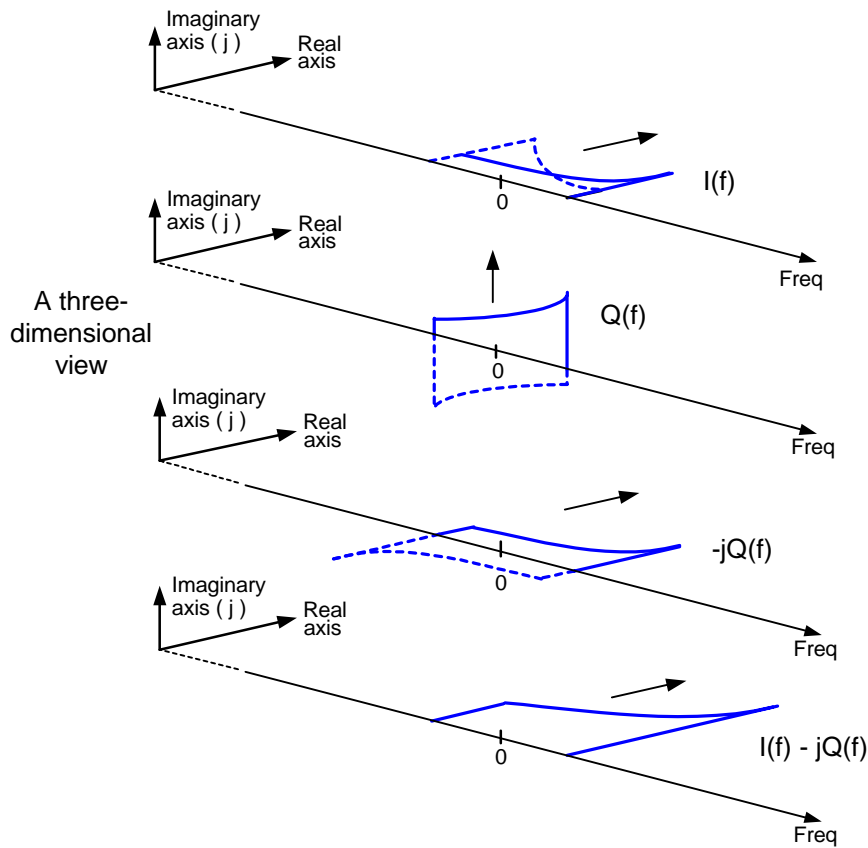 Imaginary
axis ( j )
Real
axis
I(f)
0
Freq
Imaginary
axis ( j )
Real
axis
A three-
dimensional
view
Q(f)
0
Freq
Imaginary
axis ( j )
Real
axis
-jQ(f)
0
Freq
Imaginary
axis ( j )
Real
axis
I(f) - jQ(f)
0
Freq